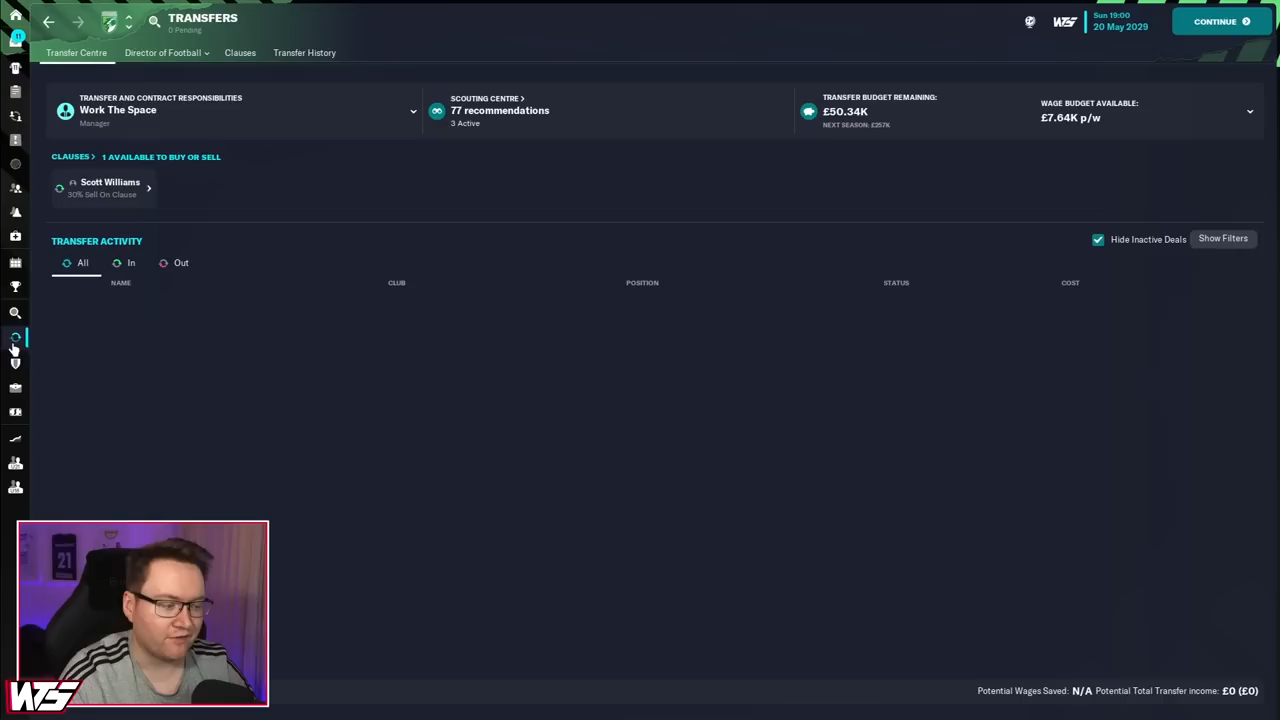 TRANSFERS
0 Pending
11
WTS
Sun 19:00
20 May 2029
CONTINUE
Transfer Centre
Director of Football
Clauses
Transfer History
TRANSFER AND CONTRACT RESPONSIBILITIES
Work The Space
Manager
SCOUTING CENTRE >
77 recommendations
3 Active
TRANSFER BUDGET REMAINING:
£50.34K
NEXT SEASON: £257K
WAGE BUDGET AVAILABLE:
£7.64K p/w
CLAUSES > 1 AVAILABLE TO BUY OR SELL
Scott Williams
30% Sell On Clause
TRANSFER ACTIVITY
Hide Inactive Deals
Show Filters
All
In
Out
NAME
CLUB
POSITION
STATUS
COST
21
WTS
Potential Wages Saved: N/A Potential Total Transfer income: £0 (£0)